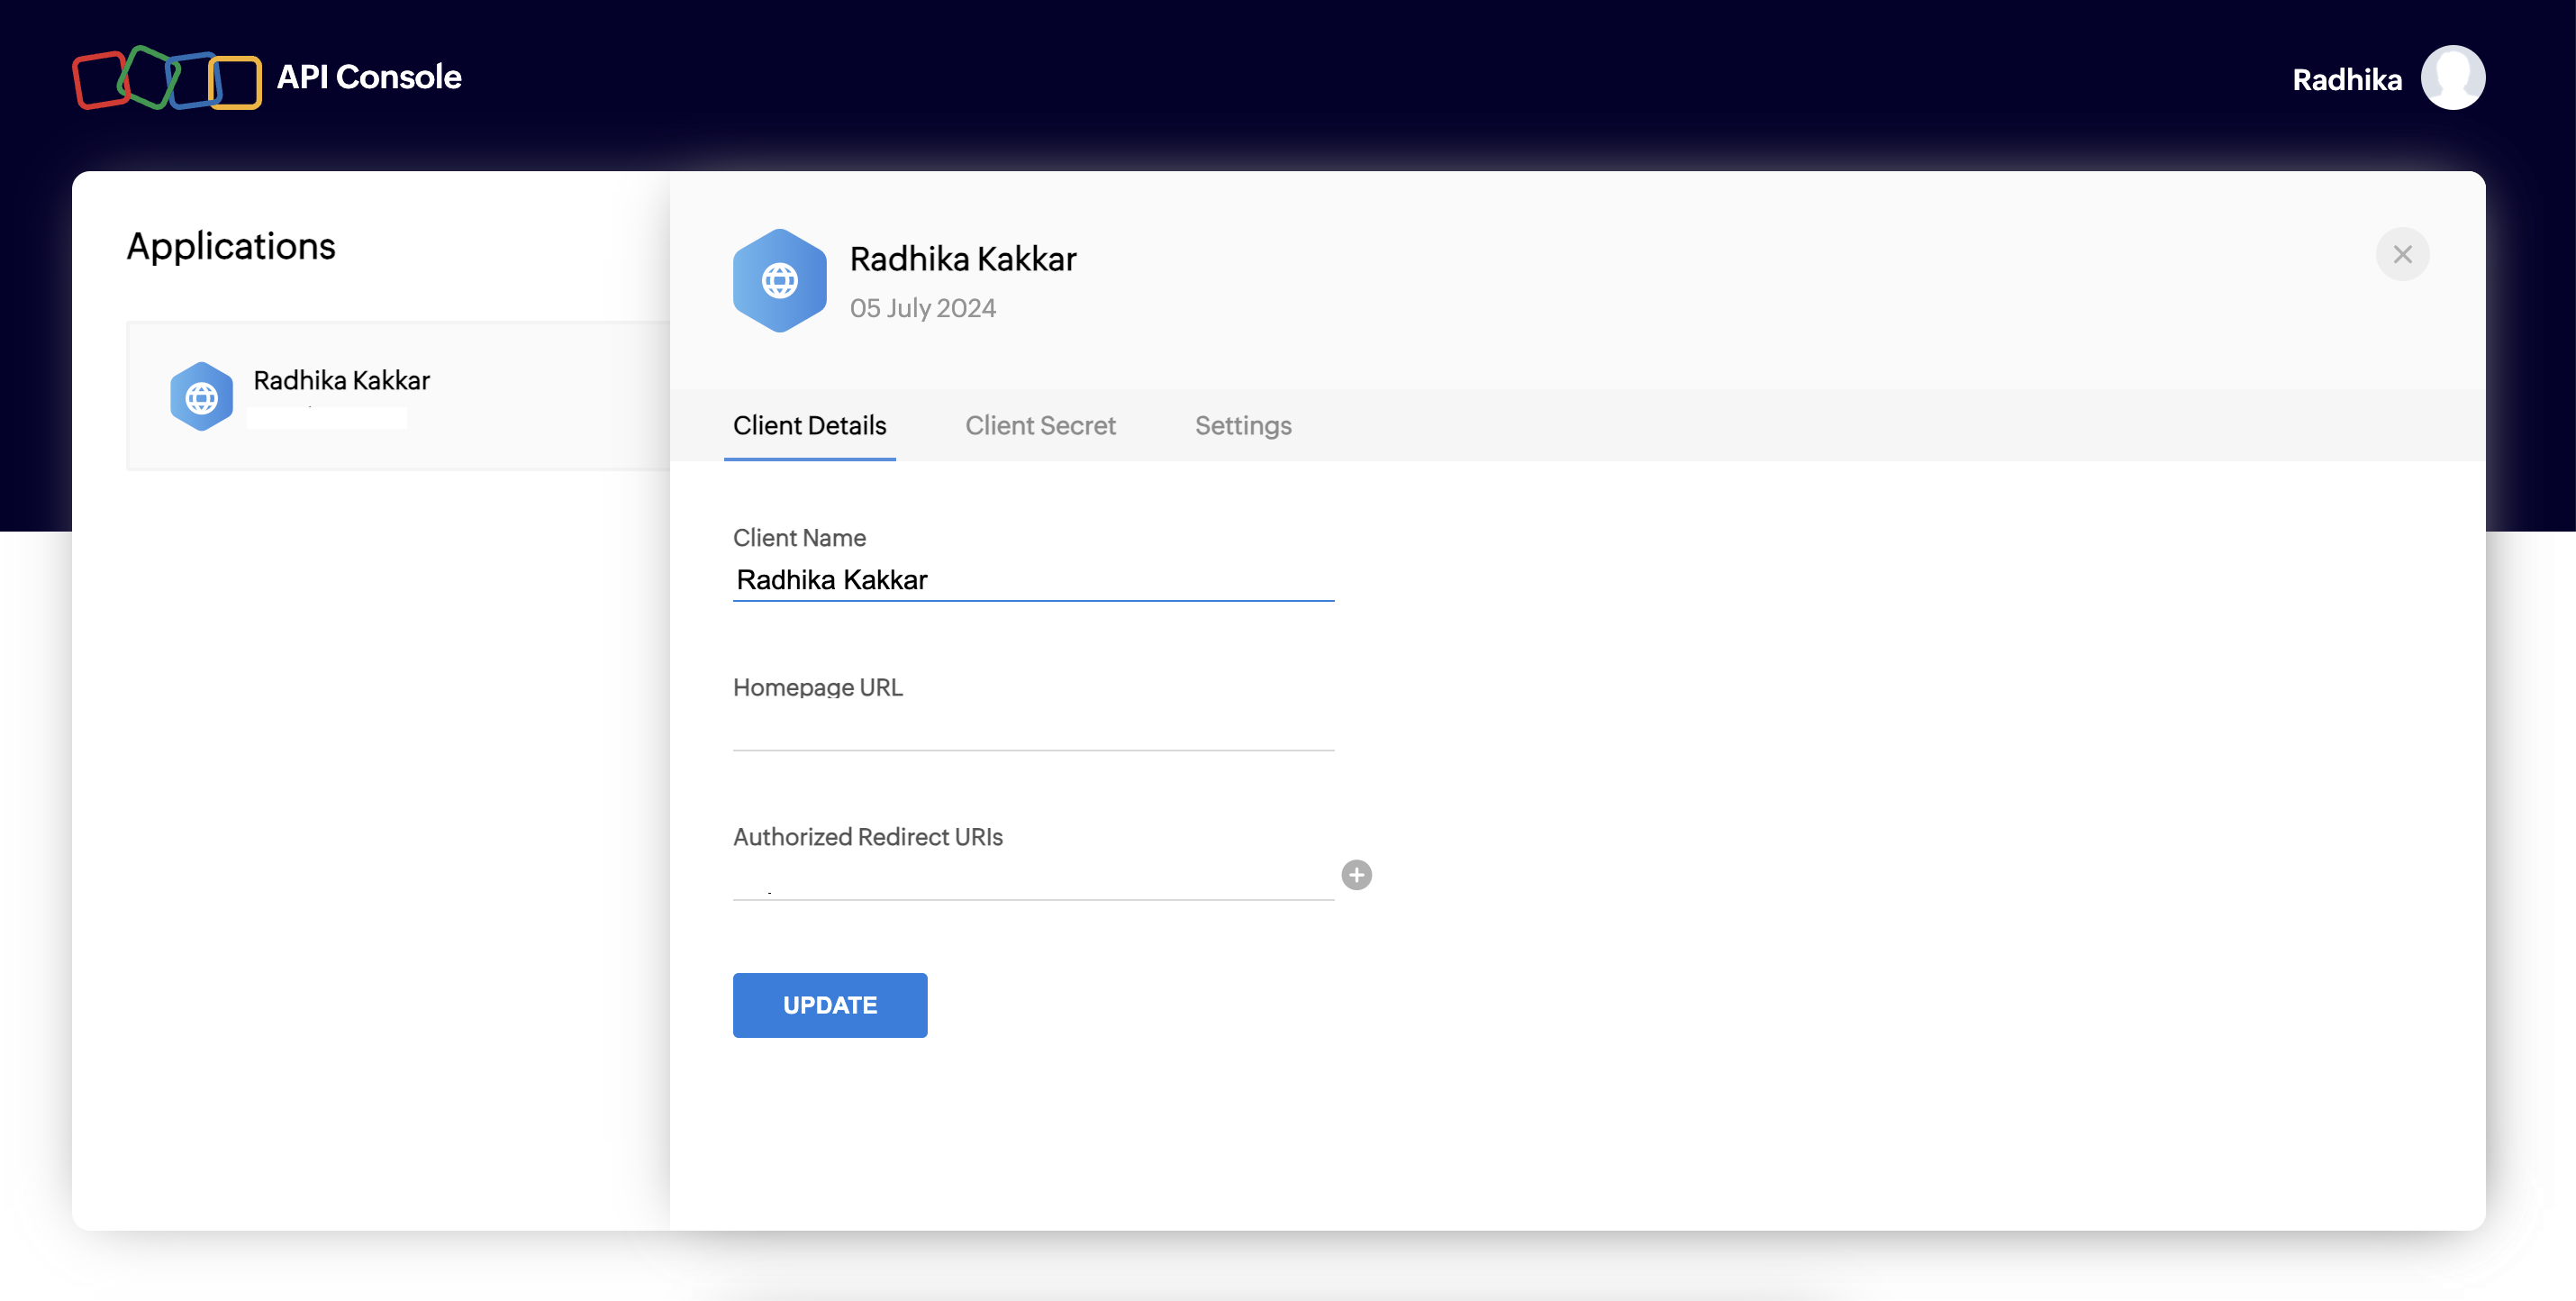 API Console
Radhika
Applications
Radhika Kakkar
Radhika Kakkar
05 July 2024
Client Details
Client Secret
Settings
Client Name
Radhika Kakkar
Homepage URL
Authorized Redirect URIs
UPDATE